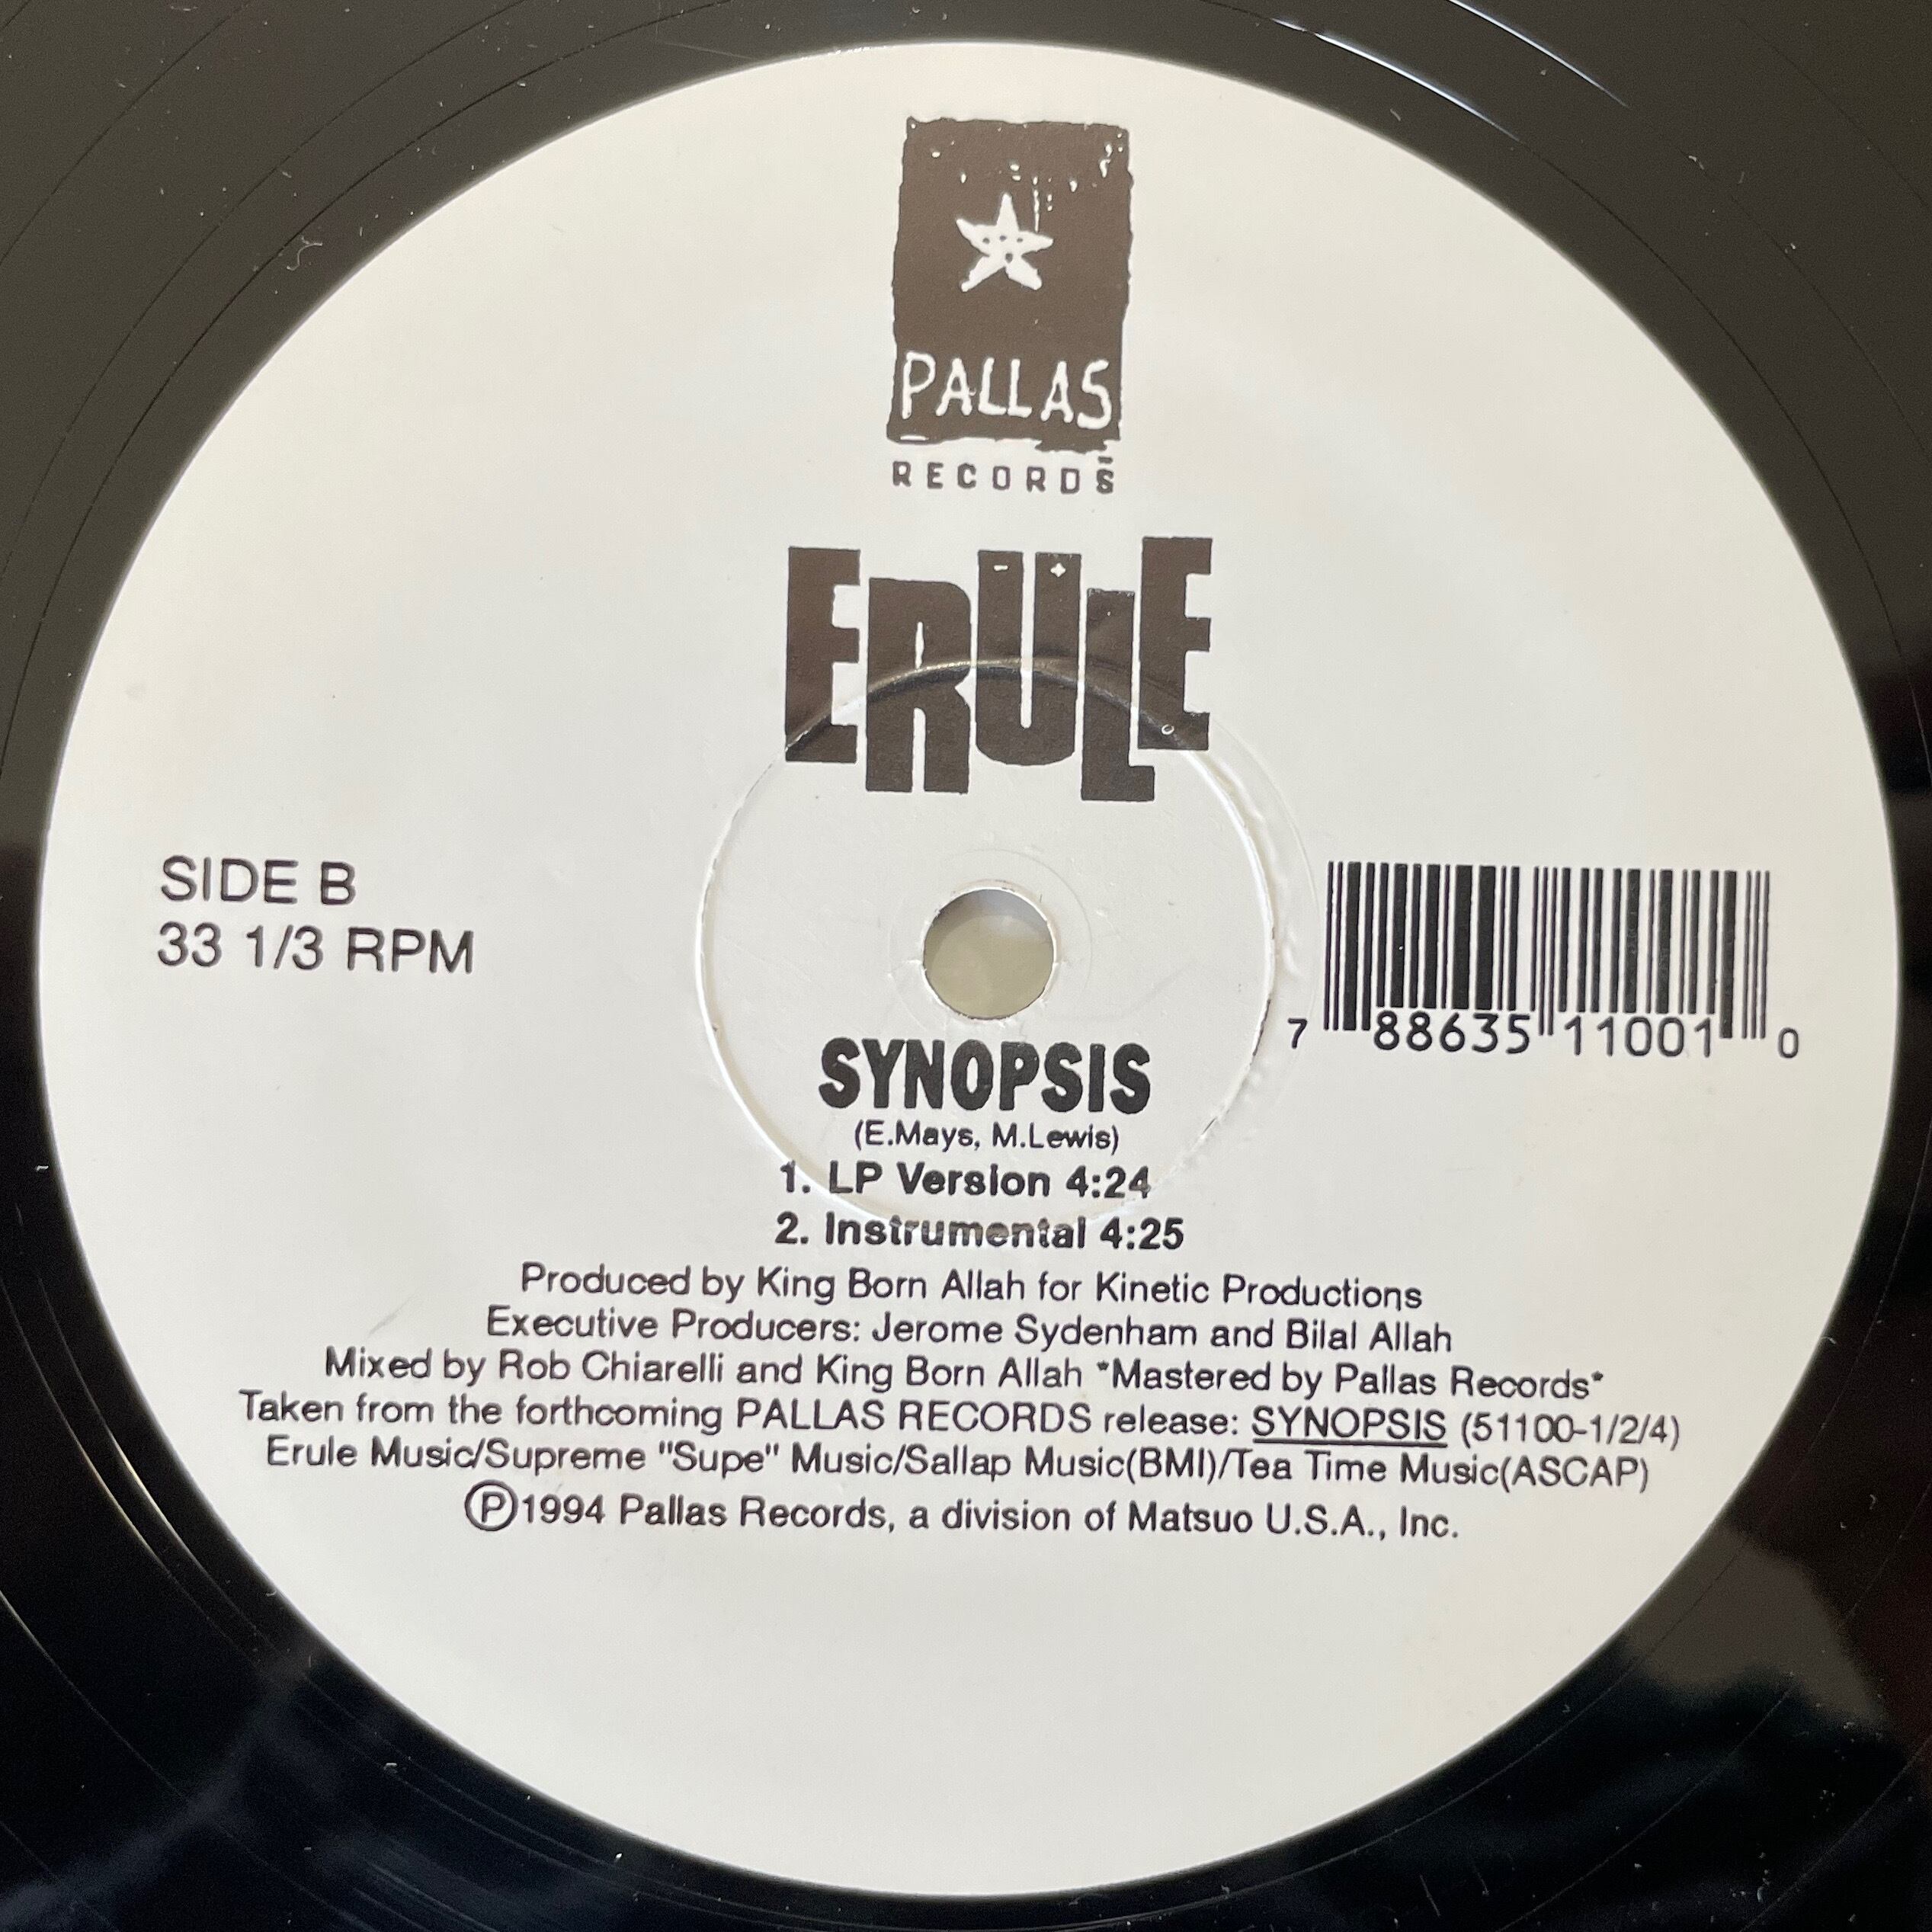 PALLAS
RECORDS
ERÜLE
SIDE B
33 1/3 RPM
7 88635 11001 0
SYNOPSIS
(E.Mays, M.Lewis)
1. LP Version 4:24
2. Instrumental 4:25
Produced by King Born Allah for Kinetic Productions
Executive Producers: Jerome Sydenham and Bilal Allah
Mixed by Rob Chiarelli and King Born Allah *Mastered by Pallas Records*
Taken from the forthcoming PALLAS RECORDS release: SYNOPSIS (51100-1/2/4)
Erule Music/Supreme "Supe" Music/Sallap Music(BMI)/Tea Time Music(ASCAP)
Ⓟ1994 Pallas Records, a division of Matsuo U.S.A., Inc.